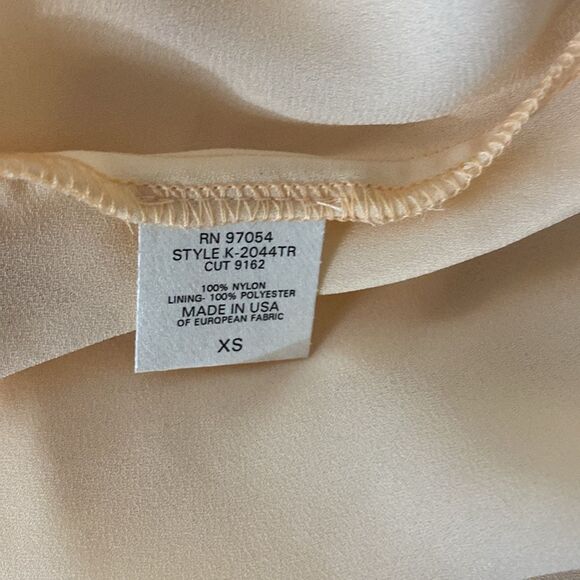 RN 97054
STYLE K-2044TR
CUT 9162
100% NYLON
LINING- 100% POLYESTER
MADE IN USA
OF EUROPEAN FABRIC
XS